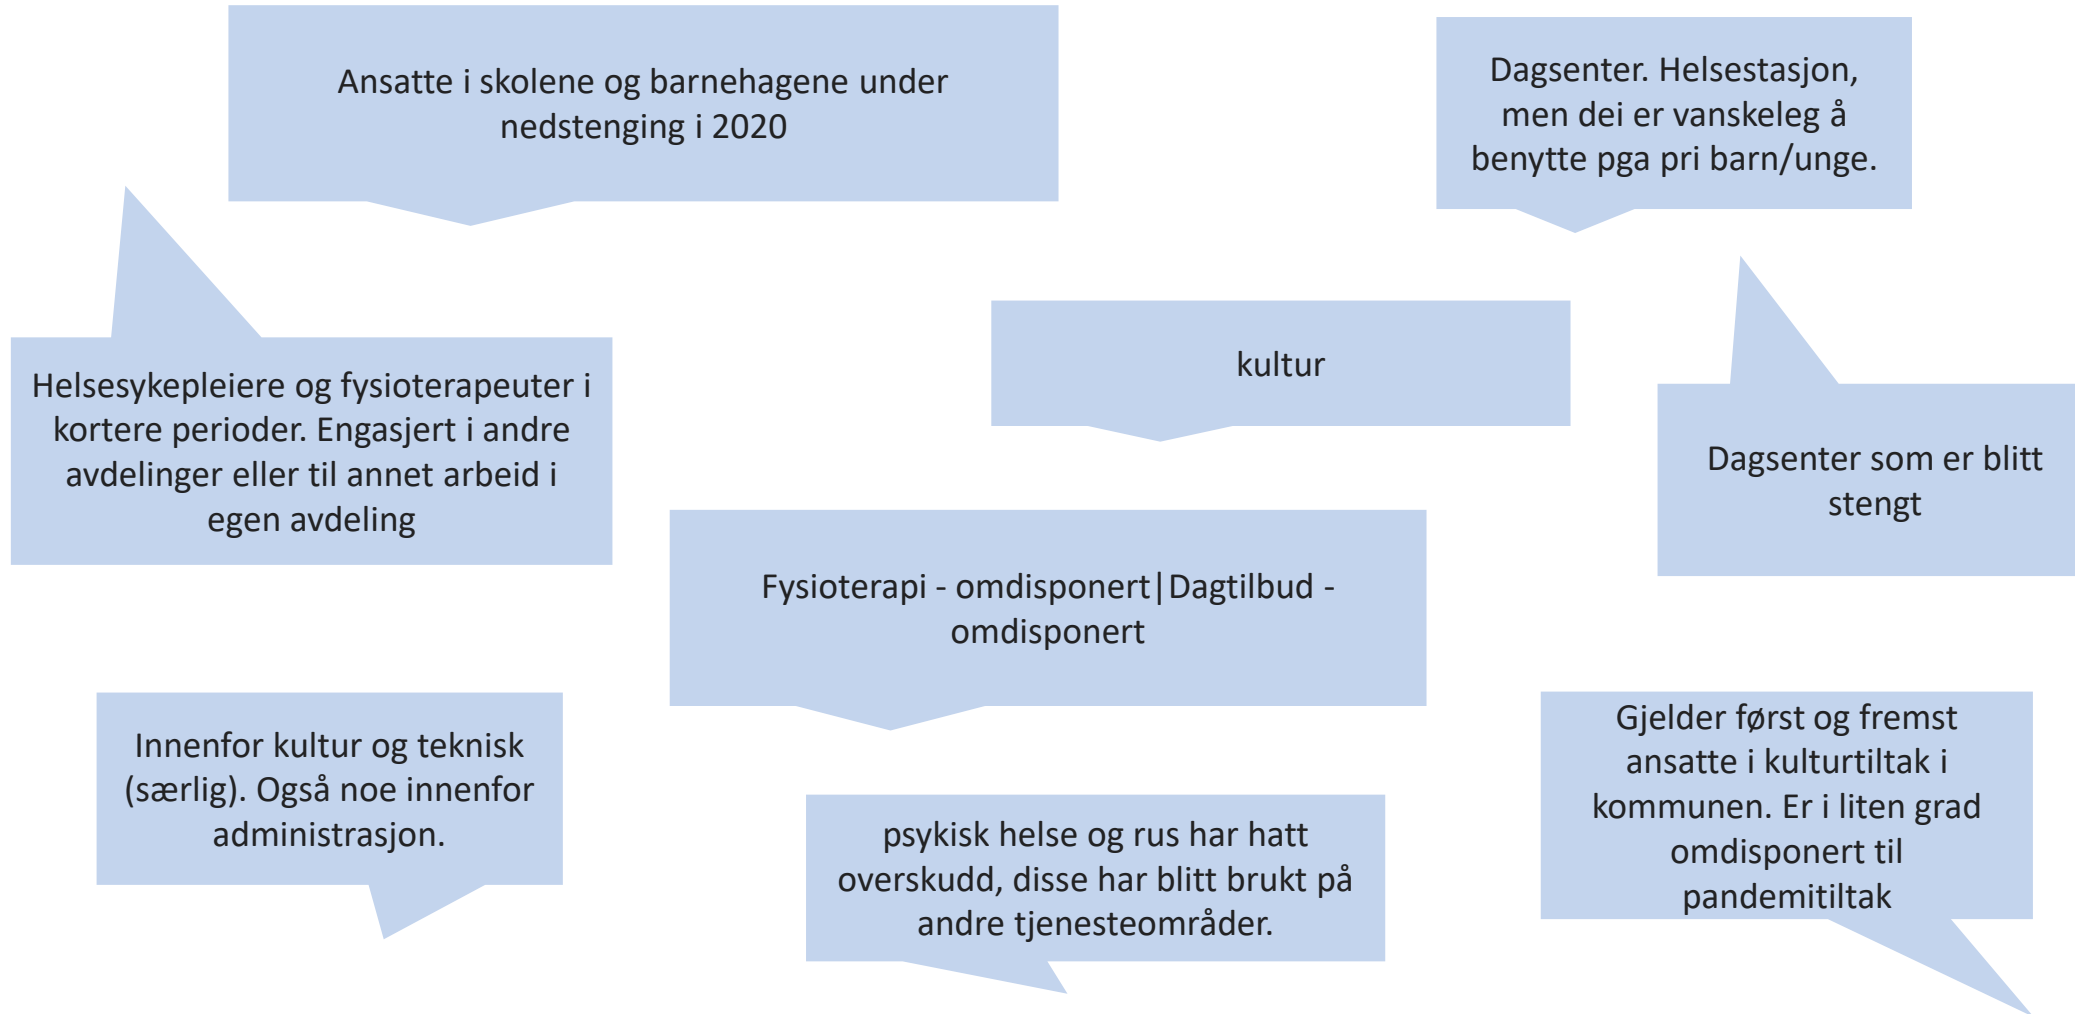 Ansatte i skolene og barnehagene under
nedstenging i 2020
Dagsenter. Helsestasjon,
men dei er vanskeleg å
benytte pga pri barn/unge.
Helsesykepleiere og fysioterapeuter i
kortere perioder. Engasjert i andre
avdelinger eller til annet arbeid i
egen avdeling
kultur
Dagsenter som er blitt
stengt
Fysioterapi - omdisponert|Dagtilbud -
omdisponert
Innenfor kultur og teknisk
(særlig). Også noe innenfor
administrasjon.
psykisk helse og rus har hatt
overskudd, disse har blitt brukt på
andre tjenesteområder.
Gjelder først og fremst
ansatte i kulturtiltak i
kommunen. Er i liten grad
omdisponert til
pandemitiltak